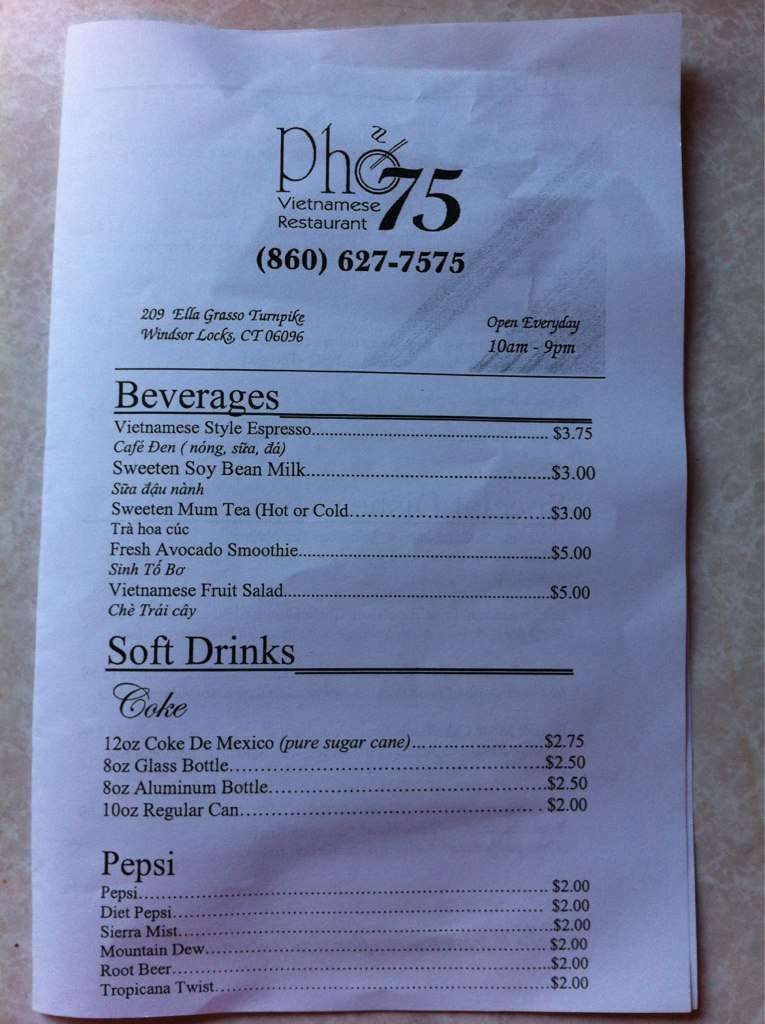 Phở 75
Vietnamese
Restaurant
(860) 627-7575
209 Ella Grasso Turnpike
Windsor Locks, CT 06096
Open Everyday
10am - 9pm
Beverages
Vietnamese Style Espresso.......................................................... $3.75
Café Đen ( nóng, sữa, đá)
Sweeten Soy Bean Milk............................................................$3.00
Sữa đậu nành
Sweeten Mum Tea (Hot or Cold……………………………...$3.00
Trà hoa cúc
Fresh Avocado Smoothie..............................................................$5.00
Sinh Tố Bơ
Vietnamese Fruit Salad.................................................................$5.00
Chè Trái cây
Soft Drinks
Coke
12oz Coke De Mexico (pure sugar cane)…………………….$2.75
8oz Glass Bottle……………………………………………...$2.50
8oz Aluminum Bottle………………………………………..$2.50
10oz Regular Can………………………………………... . $2.00
Pepsi
Pepsi……………………………………………………… $2.00
Diet Pepsi………………………………………………… $2.00
Sierra Mist………………………………………………...$2.00
Mountain Dew…………………………………………… $2.00
Root Beer…………………………………………………$2.00
Tropicana Twist…………………………………………..$2.00